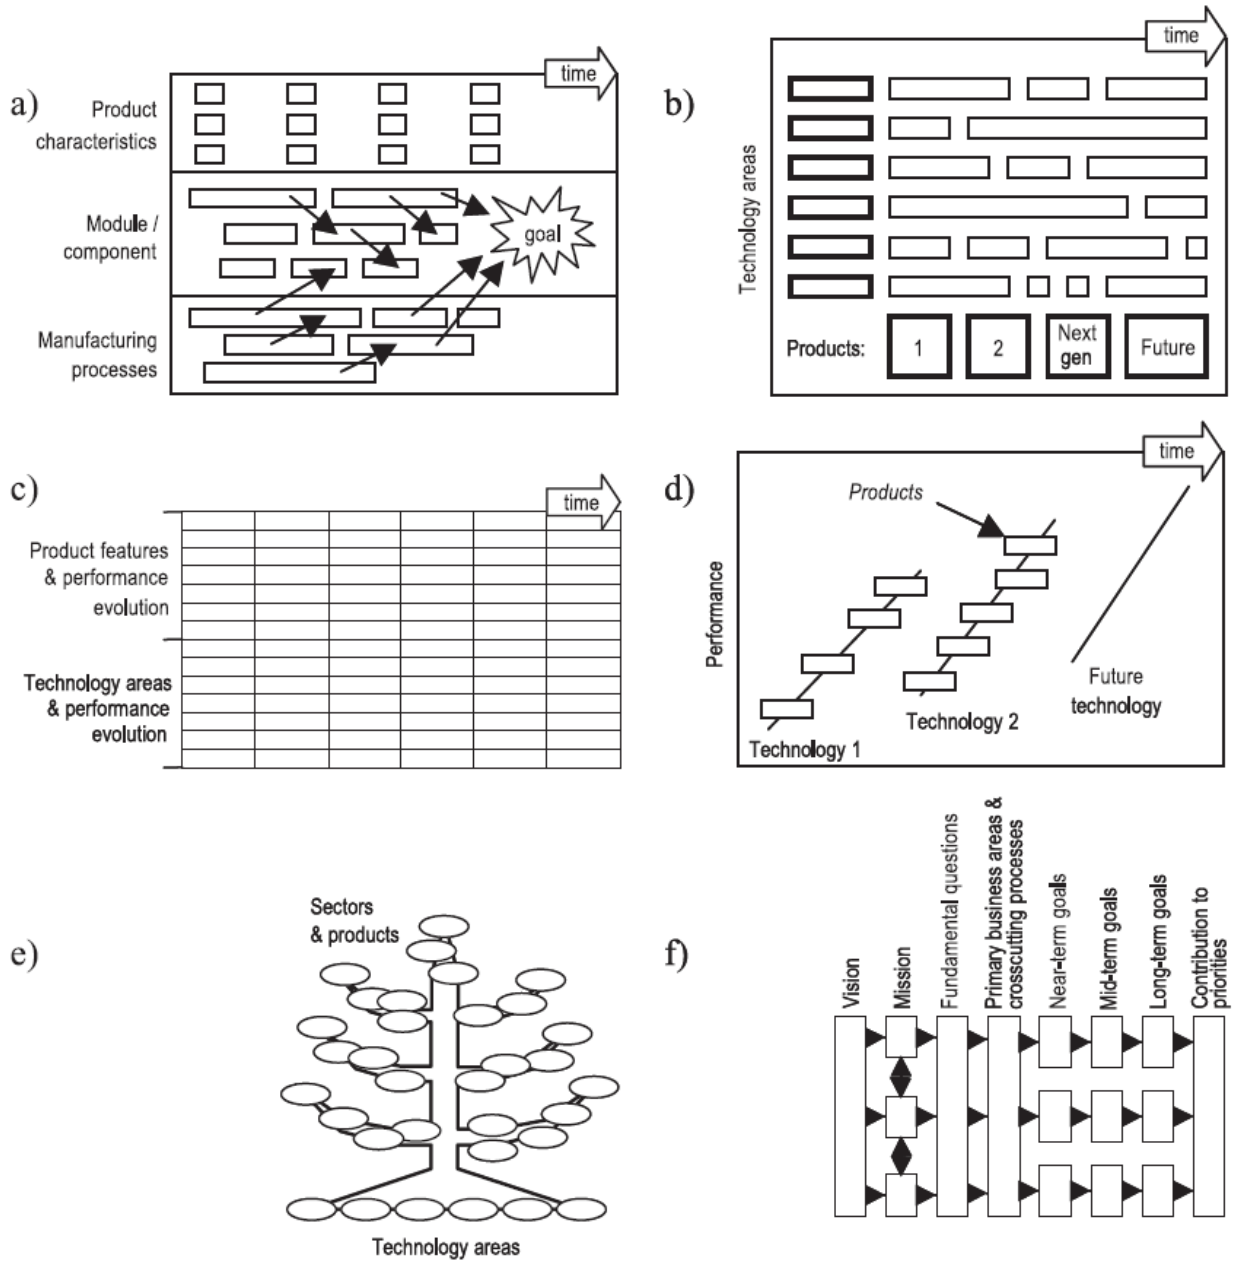 a)
time
Product
characteristics
Module /
component
goal
Manufacturing
processes
b)
time
Technology areas
Products:
1
2
Next
gen
Future
c)
time
Product features
& performance
evolution
Technology areas
& performance
evolution
d)
time
Performance
Products
Technology 1
Technology 2
Future
technology
e)
Sectors
& products
Technology areas
f)
Vision
Mission
Fundamental questions
Primary business areas &
crosscutting processes
Near-term goals
Mid-term goals
Long-term goals
Contribution to
priorities